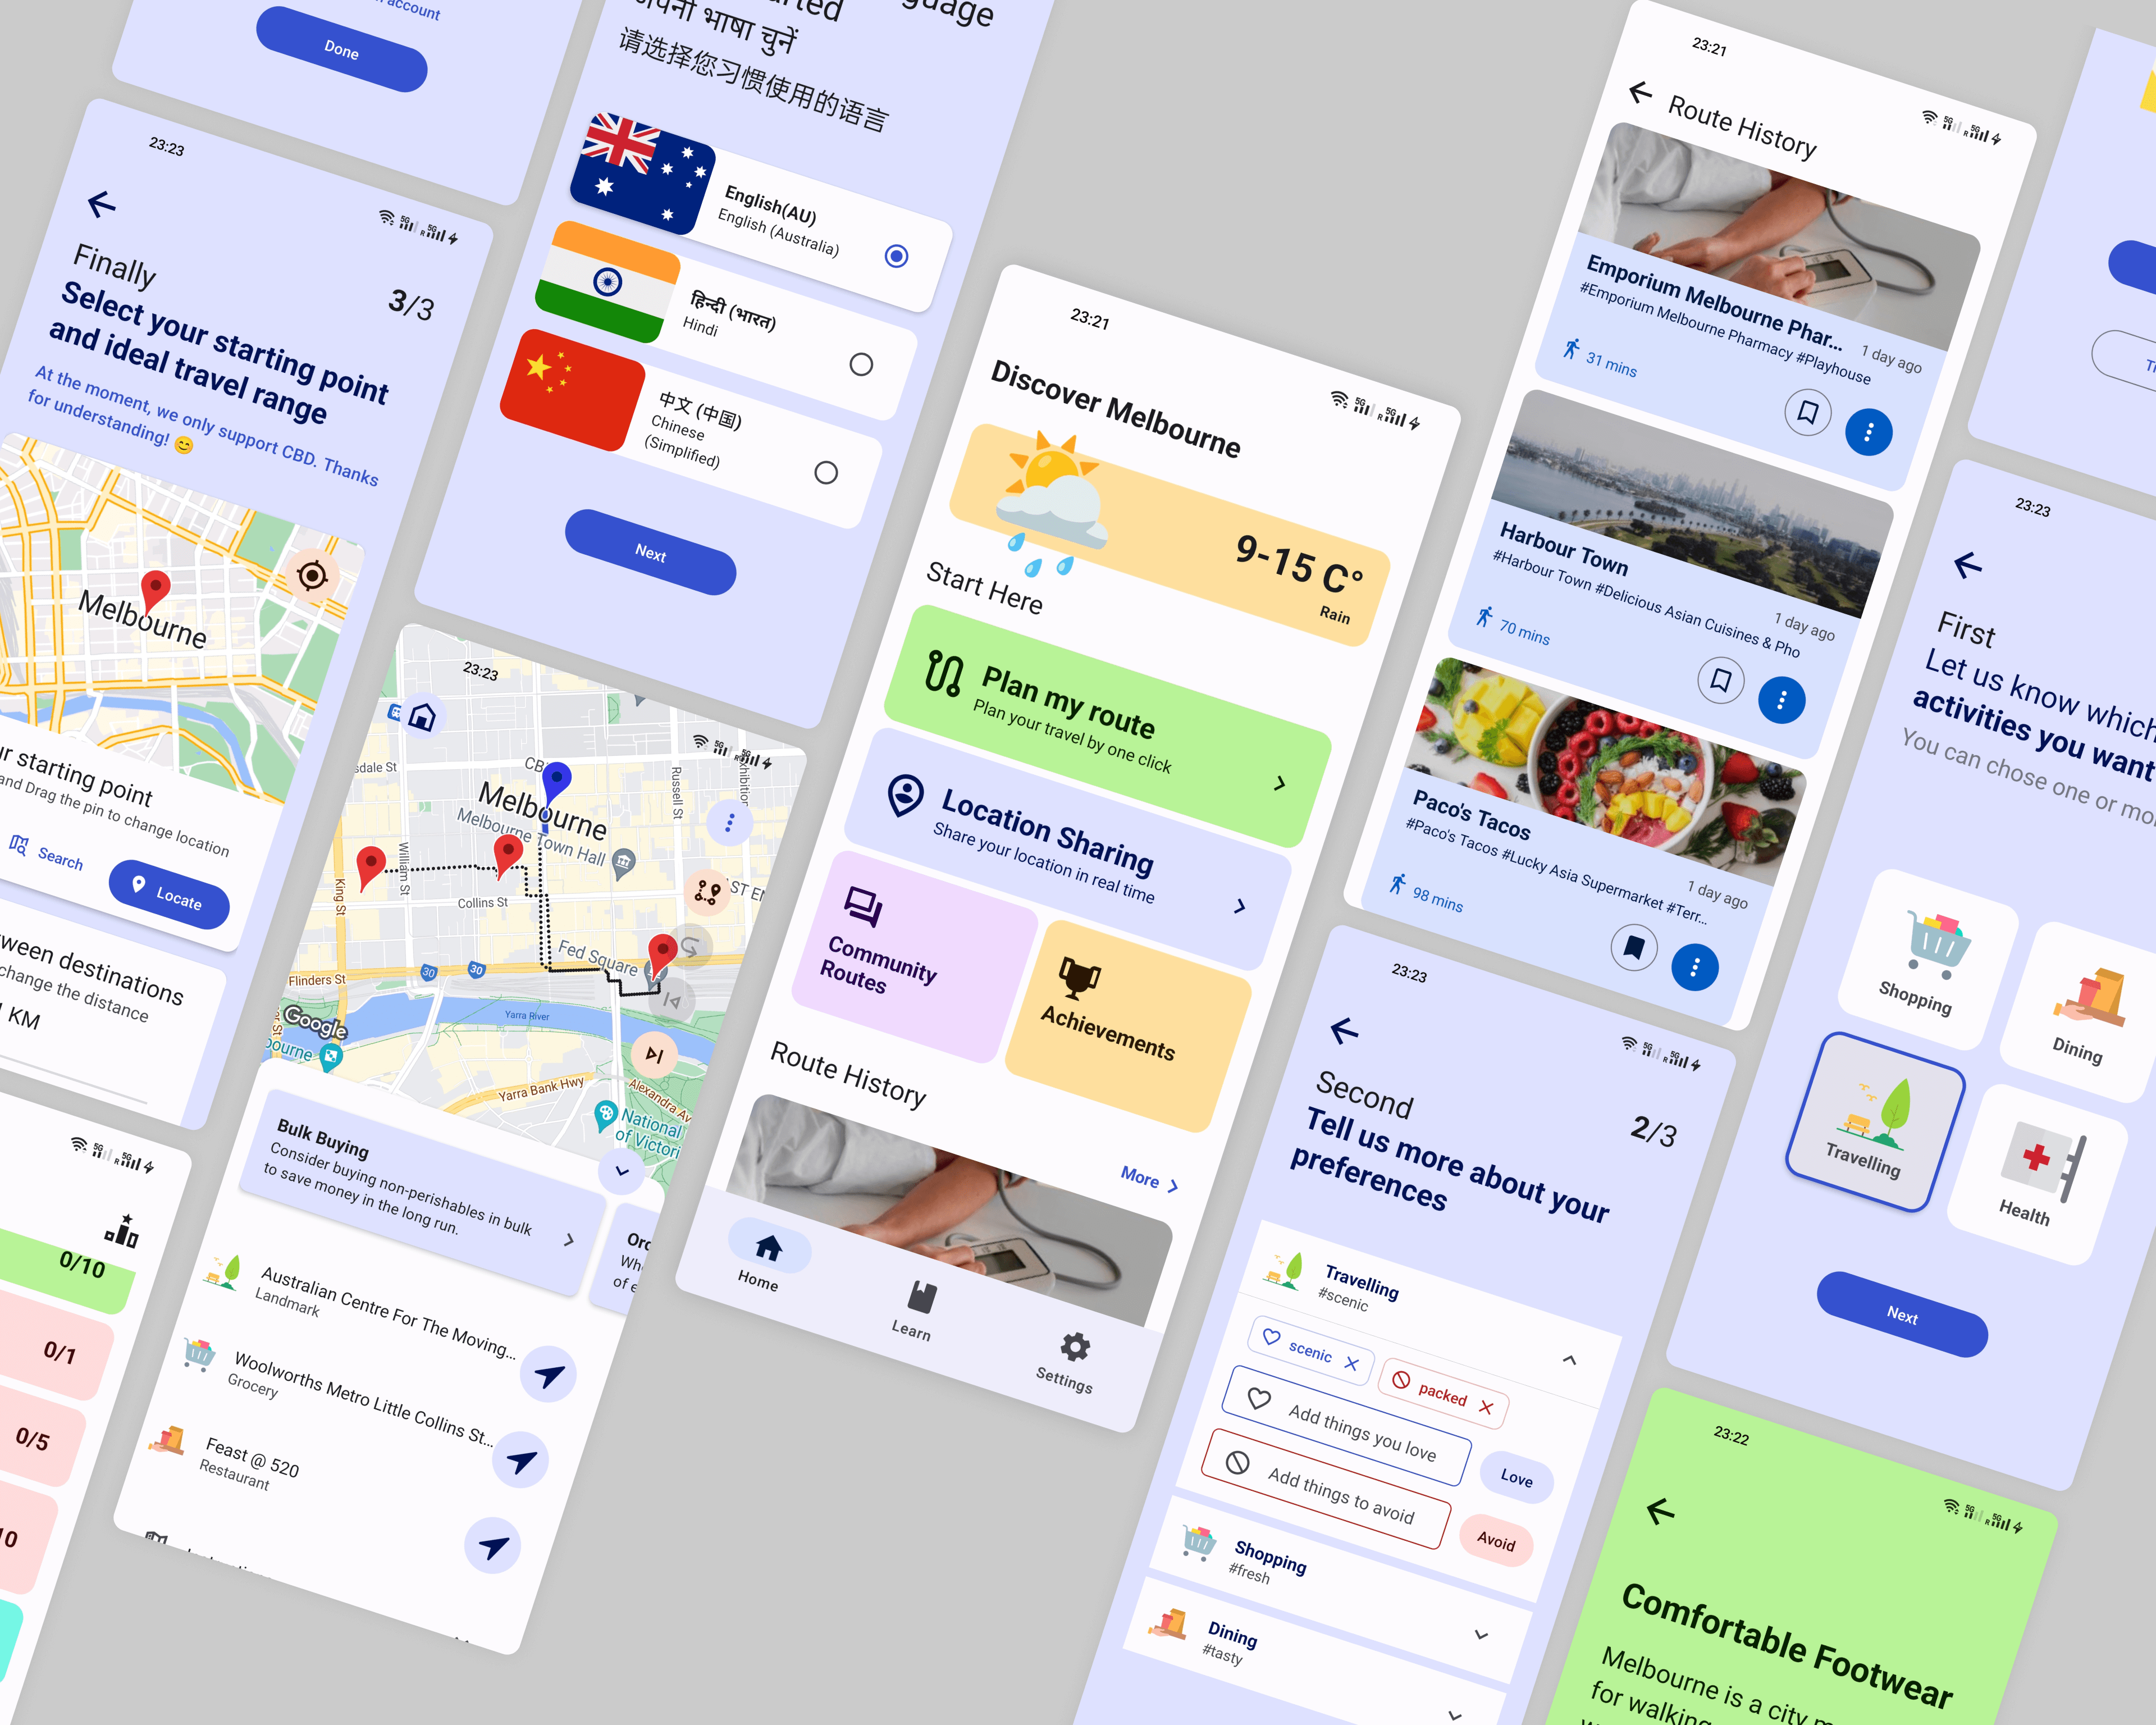 account
Done
23:23
Finally
3/3
Select your starting point
and ideal travel range
At the moment, we only support CBD. Thanks
for understanding! 😊
Melbourne
starting point
and Drag the pin to change location
Search
Locate
destinations
change the distance
KM
0/10
0/1
0/5
अपनी भाषा चुनें
请选择您习惯使用的语言
English(AU)
English (Australia)
हिन्दी (भारत)
Hindi
中文 (中国)
Chinese
(Simplified)
Next
23:23
William St
King St
Russell St
Melbourne
Melbourne Town Hall
Collins St
Fed Square
Flinders St
30
30
Google
Yarra River
Yarra Bank Hwy
Alexandra Av
National
of Victori
Bulk Buying
Consider buying non-perishables in bulk
to save money in the long run.
of
Australian Centre For The Moving...
Landmark
Woolworths Metro Little Collins St...
Grocery
Feast @ 520
Restaurant
23:21
Discover Melbourne
9-15 C°
Rain
Start Here
Plan my route
Plan your travel by one click
Location Sharing
Share your location in real time
Community
Routes
Achievements
Route History
More
Home
Learn
Settings
23:21
Route History
Emporium Melbourne Phar...
#Emporium Melbourne Pharmacy #Playhouse
1 day ago
31 mins
Harbour Town
#Harbour Town #Delicious Asian Cuisines & Pho
1 day ago
70 mins
Paco's Tacos
#Paco's Tacos #Lucky Asia Supermarket #Terr...
1 day ago
98 mins
23:23
Second
2/3
Tell us more about your
preferences
Travelling
#scenic
scenic
packed
Add things you love
Love
Add things to avoid
Avoid
Shopping
#fresh
Dining
#tasty
23:23
First
Let us know which
activities you want
You can chose one or mo
Shopping
Dining
Travelling
Health
Next
23:22
Comfortable Footwear
Melbourne is a city m
for walking